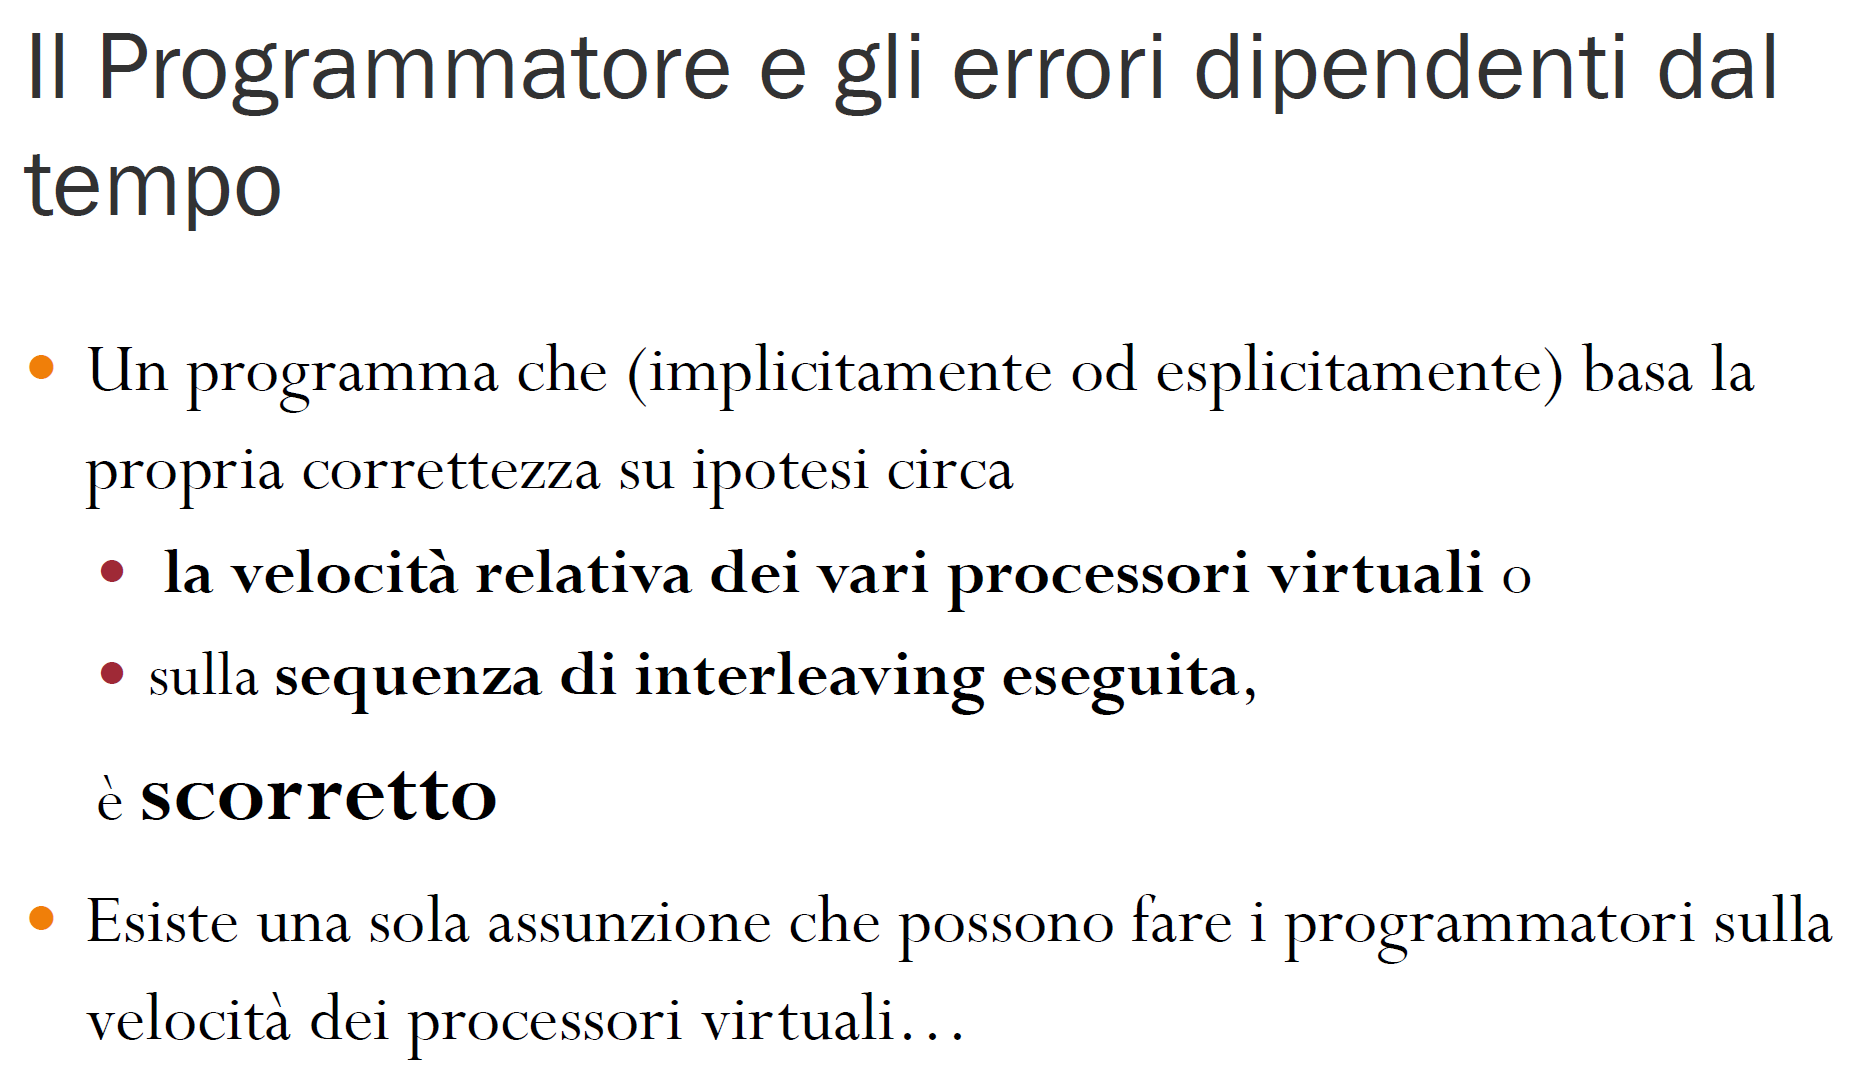 Il Programmatore e gli errori dipendenti dal
tempo
• Un programma che (implicitamente od esplicitamente) basa la
propria correttezza su ipotesi circa
• la velocità relativa dei vari processori virtuali o
• sulla sequenza di interleaving eseguita,
è scorretto
• Esiste una sola assunzione che possono fare i programmatori sulla
velocità dei processori virtuali…